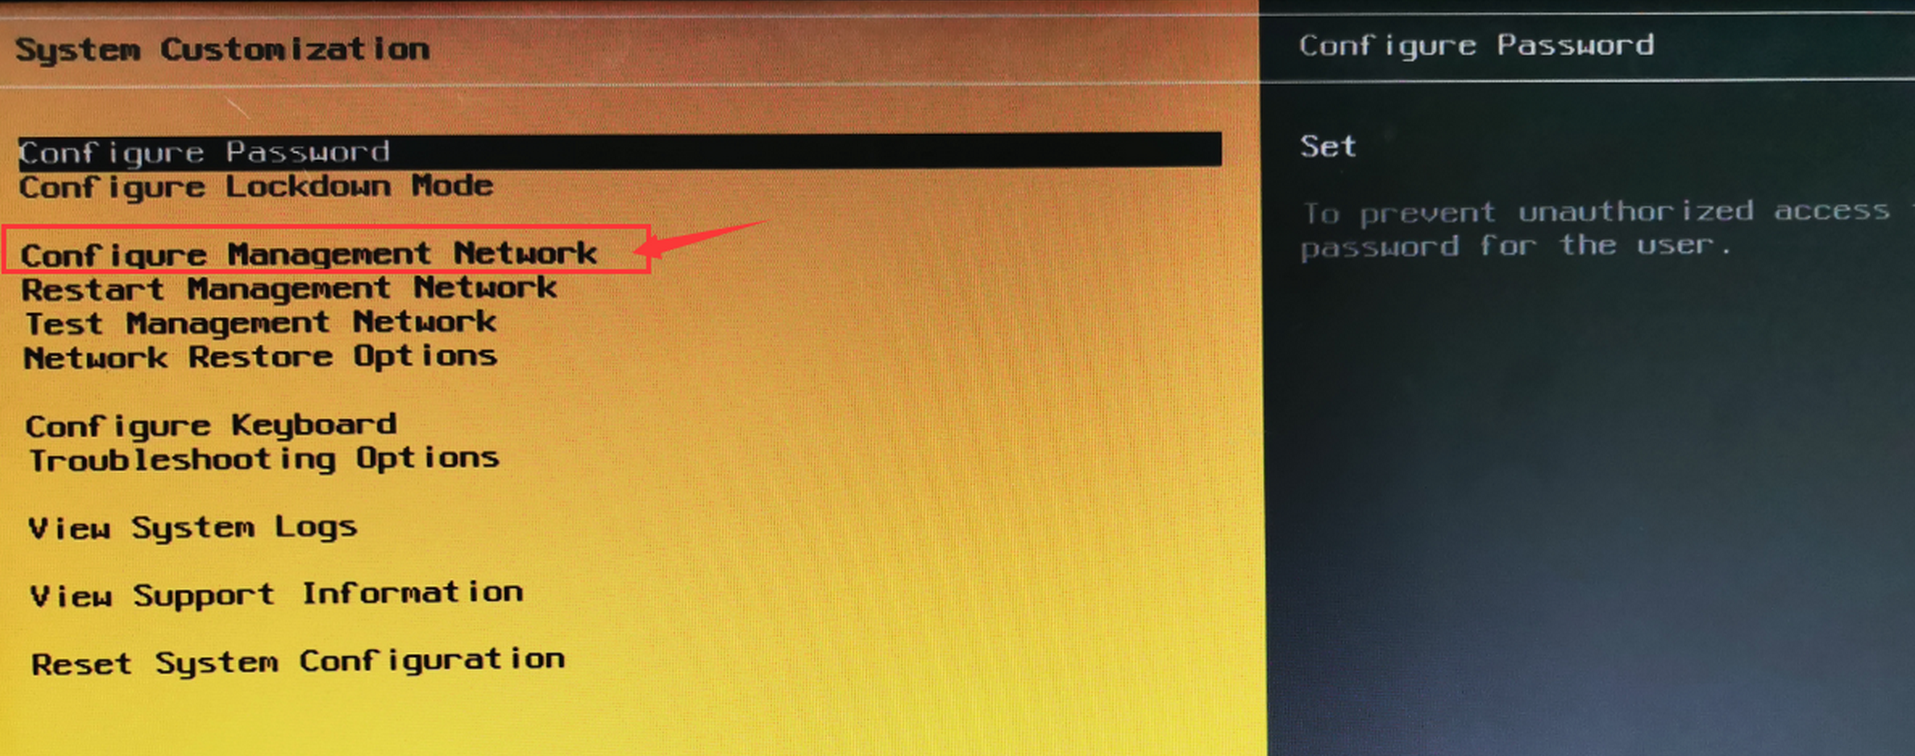 System Customization
Configure Password
Configure Password
Configure Lockdown Mode
Configure Management Network
Restart Management Network
Test Management Network
Network Restore Options
Configure Keyboard
Troubleshooting Options
View System Logs
View Support Information
Reset System Configuration
Set
To prevent unauthorized access
password for the user.